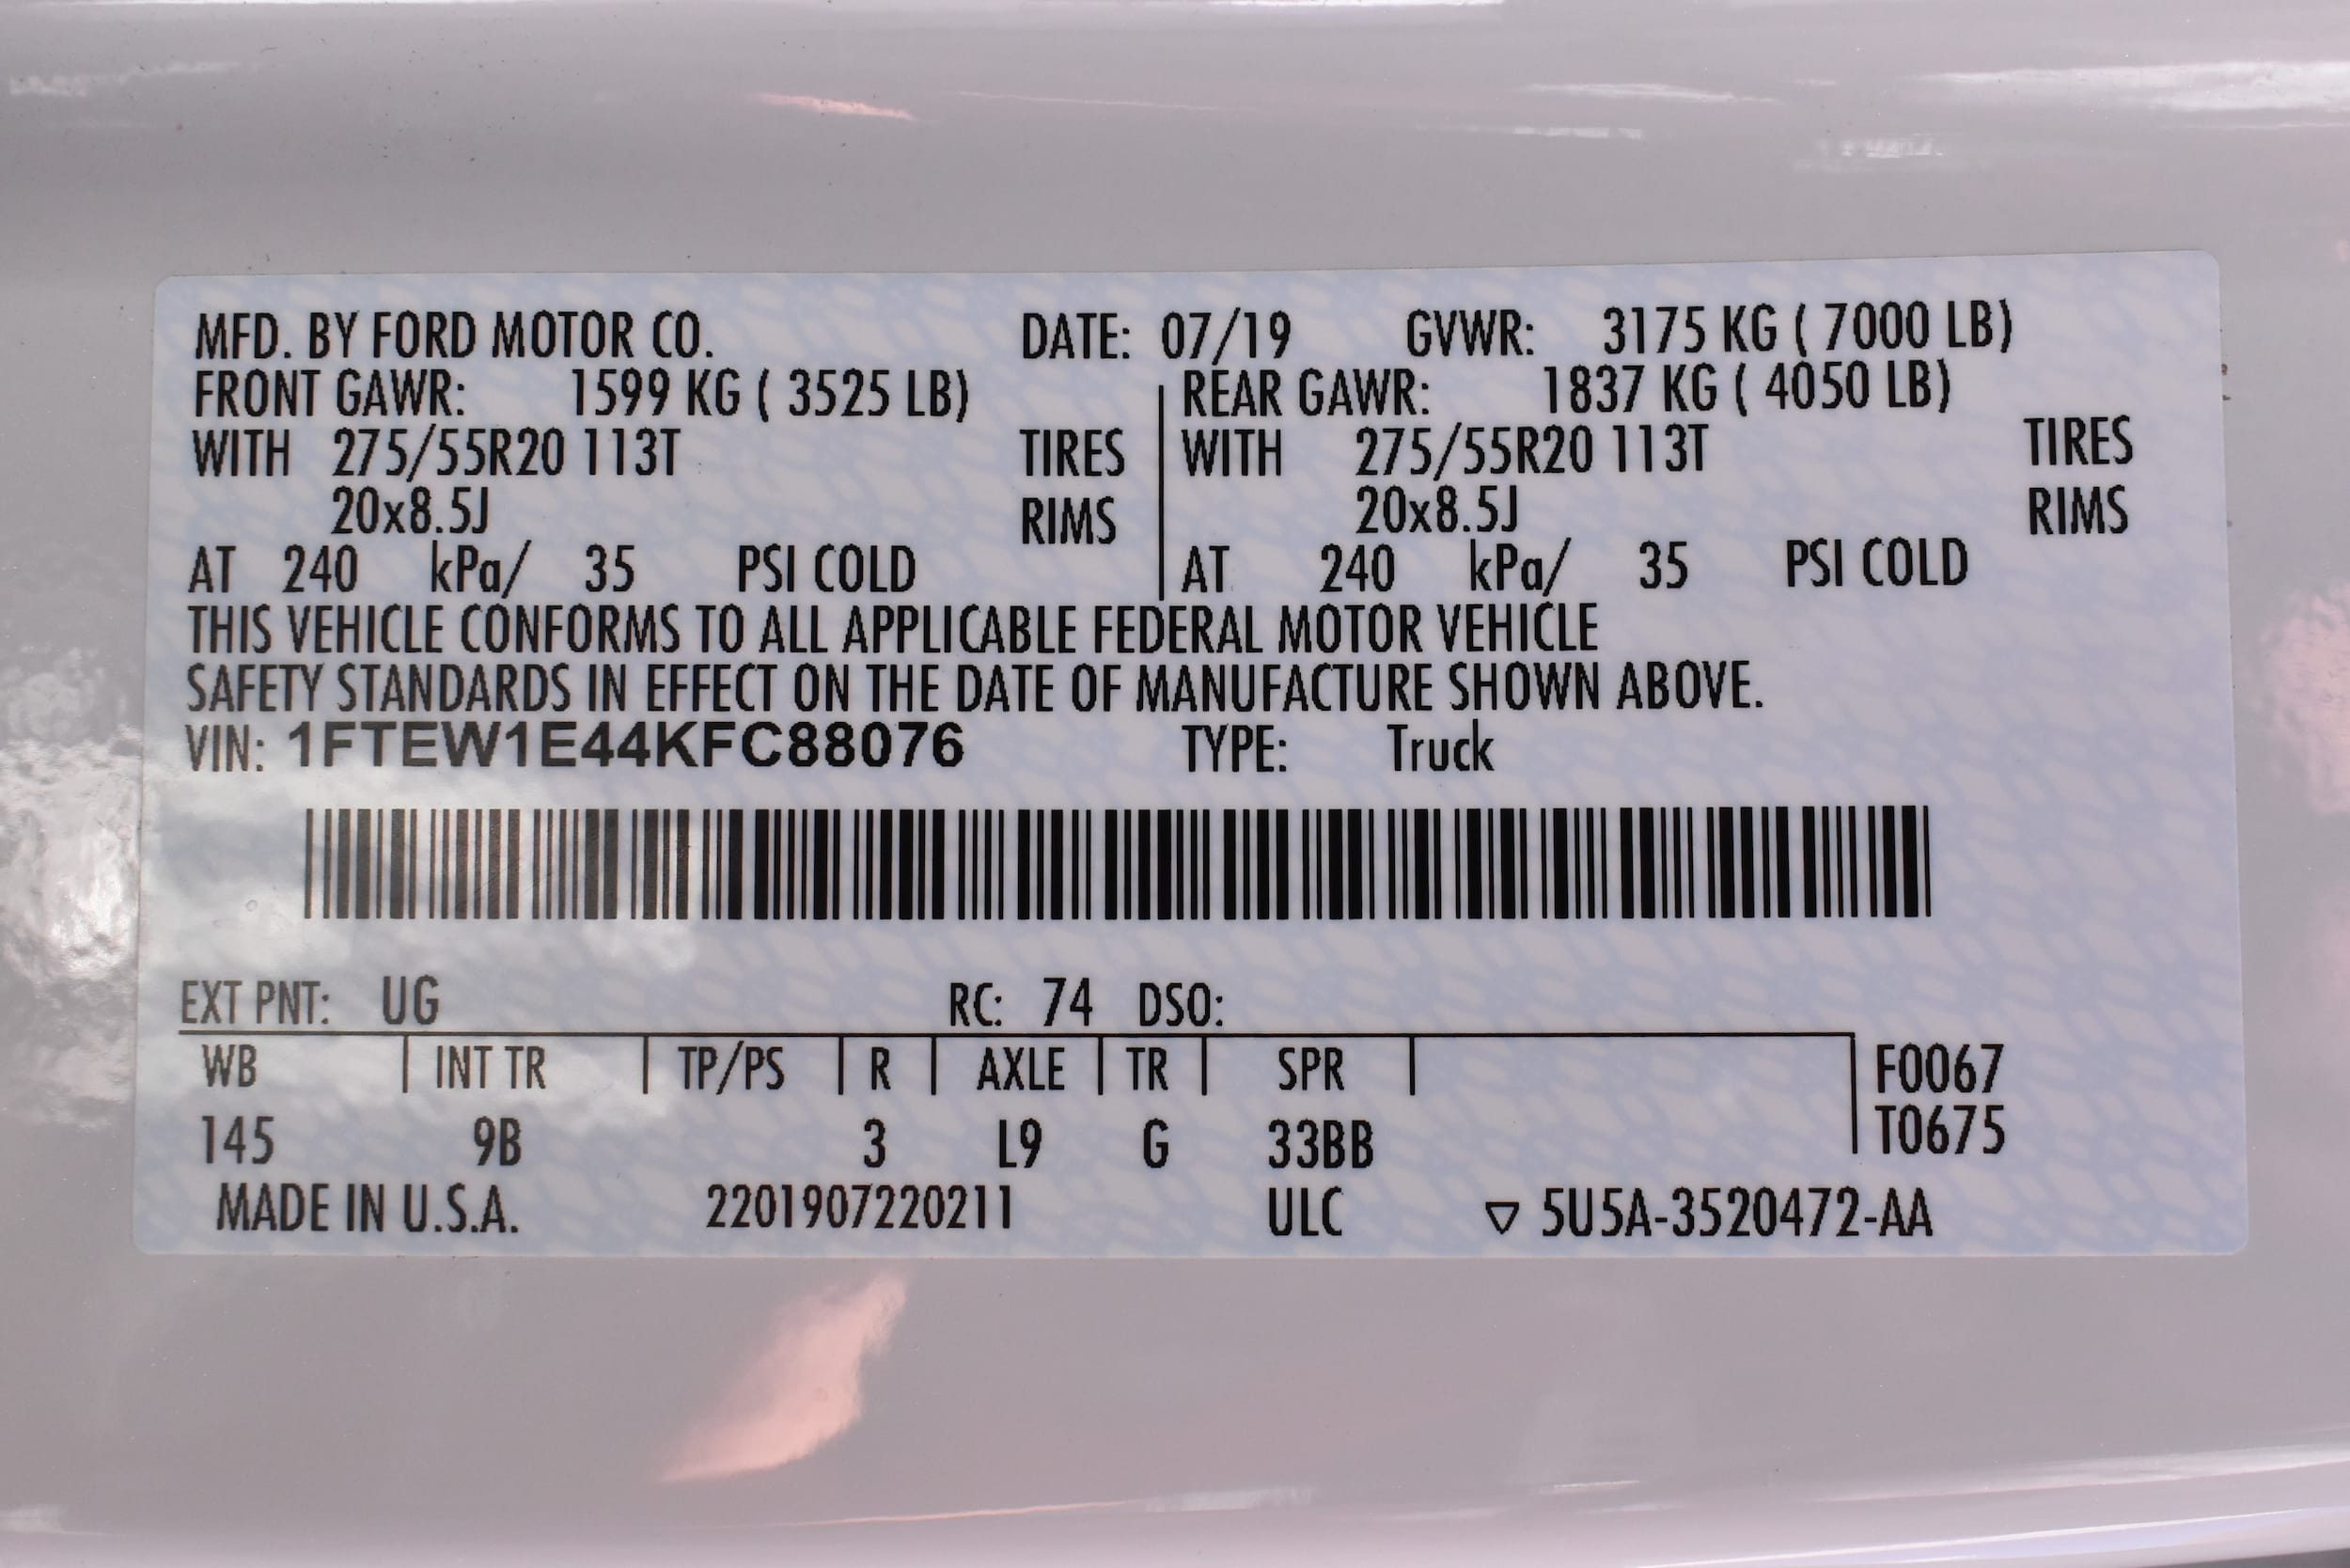 MFD. BY FORD MOTOR CO. DATE: 07/19 GVWR: 3175 KG ( 7000 LB)
FRONT GAWR: 1599 KG ( 3525 LB) REAR GAWR: 1837 KG ( 4050 LB)
WITH 275/55R20 113T TIRES WITH 275/55R20 113T TIRES
20x8.5J RIMS 20x8.5J RIMS
AT 240 kPa/ 35 PSI COLD AT 240 kPa/ 35 PSI COLD
THIS VEHICLE CONFORMS TO ALL APPLICABLE FEDERAL MOTOR VEHICLE
SAFETY STANDARDS IN EFFECT ON THE DATE OF MANUFACTURE SHOWN ABOVE.
VIN: 1FTEW1E44KFC88076 TYPE: Truck
EXT PNT: UG RC: 74 DSO:
WB INT TR TP/PS R AXLE TR SPR F0067
145 9B 3 L9 G 33BB T0675
MADE IN U.S.A. 2201907220211 ULC ▽ 5U5A-3520472-AA